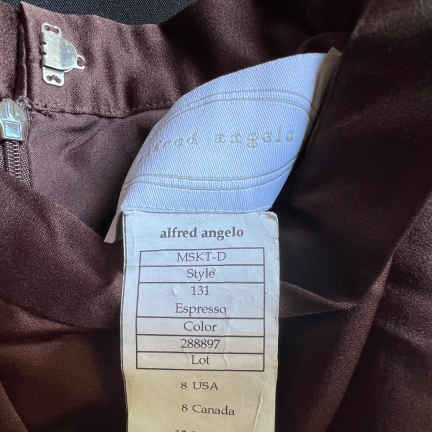 alfred angelo
alfred angelo
MSKT-D
Style
131
Espresso
Color
288897
Lot
8 USA
8 Canada